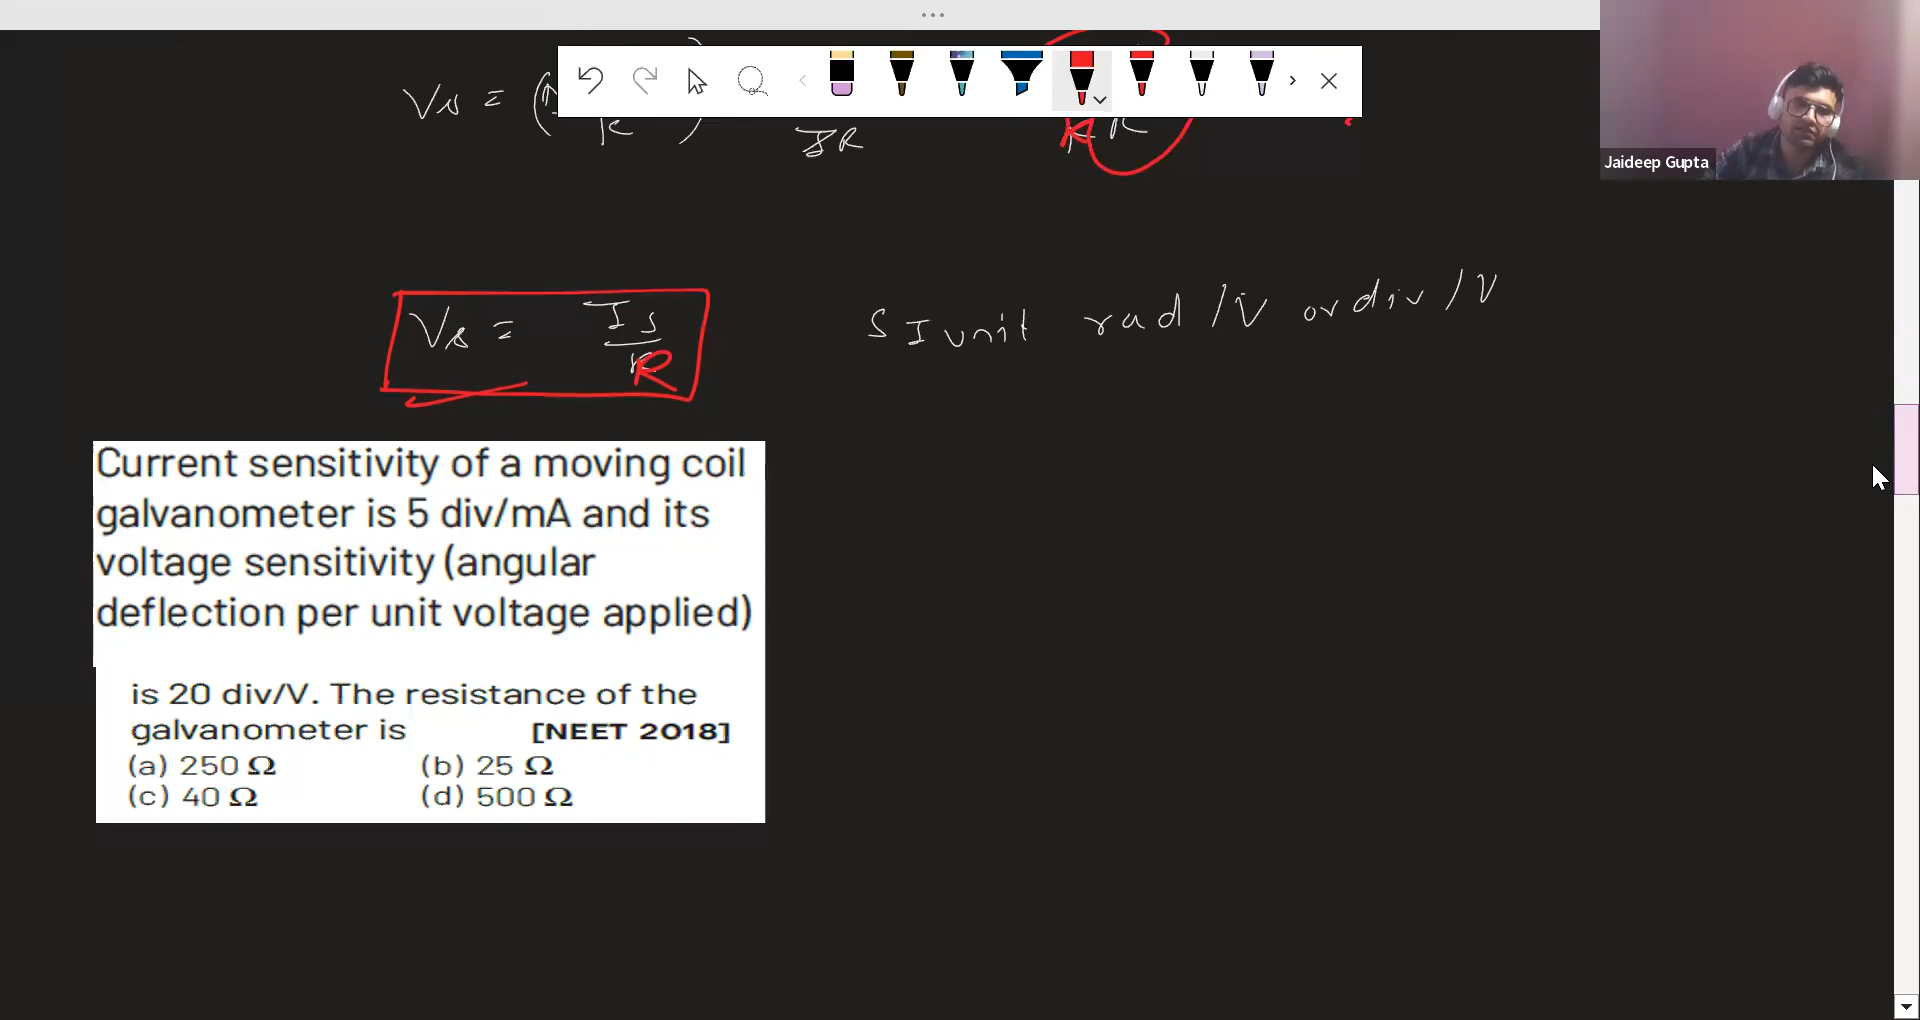 Vs =
R
IR
R
Jaideep Gupta
Vs = Is
R
SI unit rad/V or div/V
Current sensitivity of a moving coil
galvanometer is 5 div/mA and its
voltage sensitivity (angular
deflection per unit voltage applied)
is 20 div/V. The resistance of the
galvanometer is [NEET 2018]
(a) 250 Ω (b) 25 Ω
(c) 40 Ω (d) 500 Ω